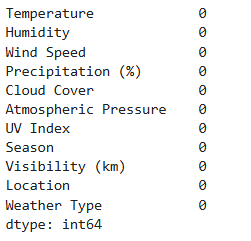 Temperature 0
Humidity 0
Wind Speed 0
Precipitation (%) 0
Cloud Cover 0
Atmospheric Pressure 0
UV Index 0
Season 0
Visibility (km) 0
Location 0
Weather Type 0
dtype: int64